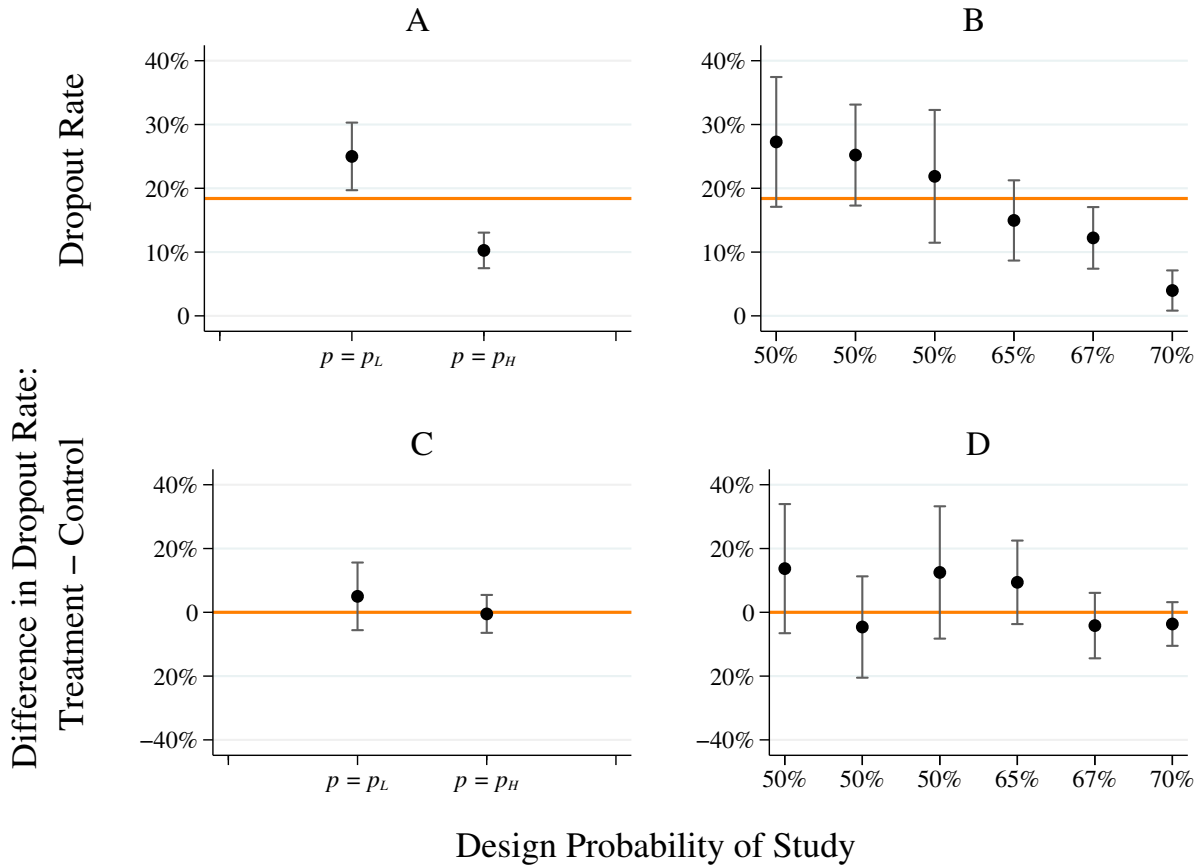 A
B
Dropout Rate
40%
30%
20%
10%
0
p = pL
p = pH
40%
30%
20%
10%
0
50%
50%
50%
65%
67%
70%
Difference in Dropout Rate:
Treatment – Control
C
D
40%
20%
0
20%
−40%
p = pL
p = pH
40%
20%
0
20%
−40%
50%
50%
50%
65%
67%
70%
Design Probability of Study